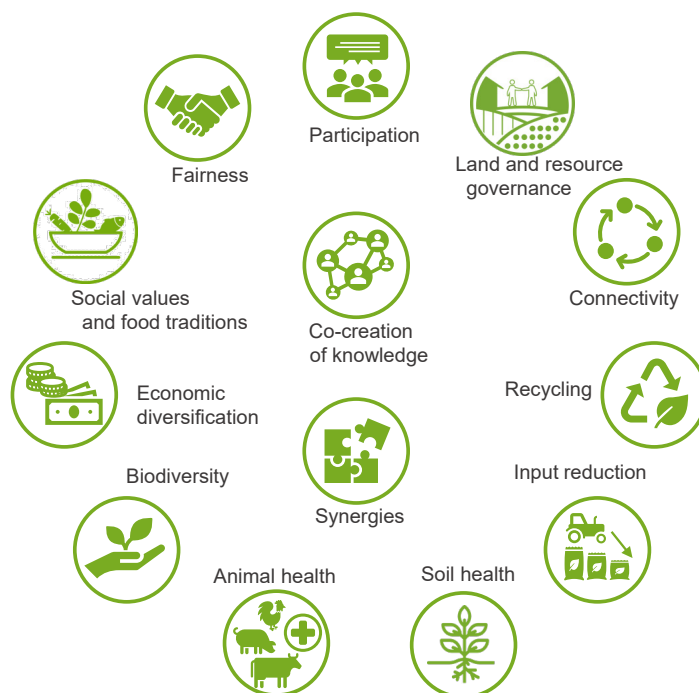 Participation
Fairness
Land and resource
governance
Social values
and food traditions
Connectivity
Co-creation
of knowledge
Economic
diversification
Recycling
Biodiversity
Input reduction
Synergies
Animal health
Soil health